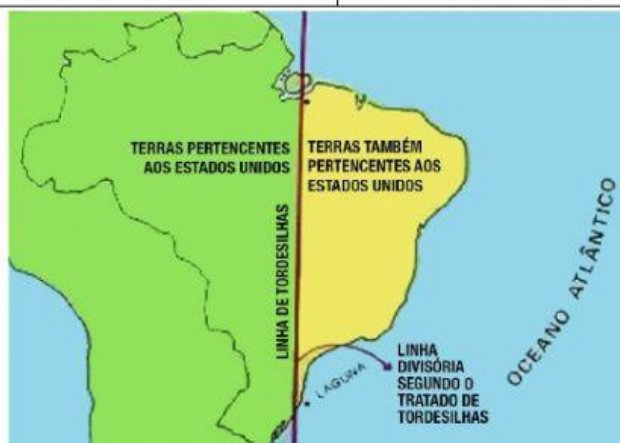 TERRAS PERTENCENTES
AOS ESTADOS UNIDOS
TERRAS TAMBÉM
PERTENCENTES AOS
ESTADOS UNIDOS
LINHA DE TORDESILHAS
OCEANO ATLÂNTICO
LAGUNA
LINHA
DIVISÓRIA
SEGUNDO O
TRATADO DE
TORDESILHAS